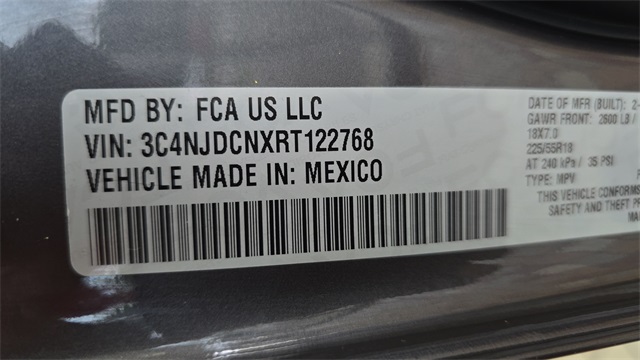 MFD BY: FCA US LLC
VIN: 3C4NJDCNXRT122768
VEHICLE MADE IN: MEXICO
DATE OF MFR (BUILT): 2-
GAWR FRONT: 2600 LB/
18X7.0
225/55R18
AT 240 kPa / 35 PSI
TYPE: MPV
THIS VEHICLE CONFORMS
SAFETY AND THEFT